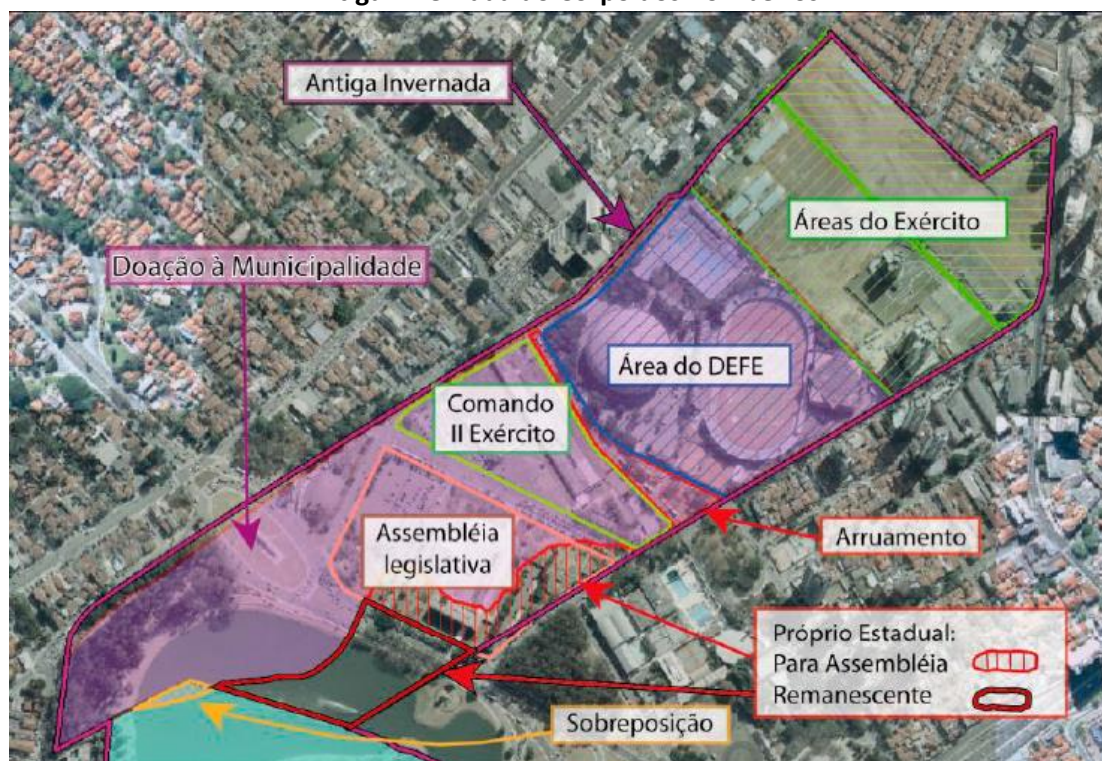 Antiga Invernada
Áreas do Exército
Doação à Municipalidade
Área do DEFE
Comando
II Exército
Assembléia
legislativa
Arruamento
Próprio Estadual:
Para Assembléia
Remanescente
Sobreposição